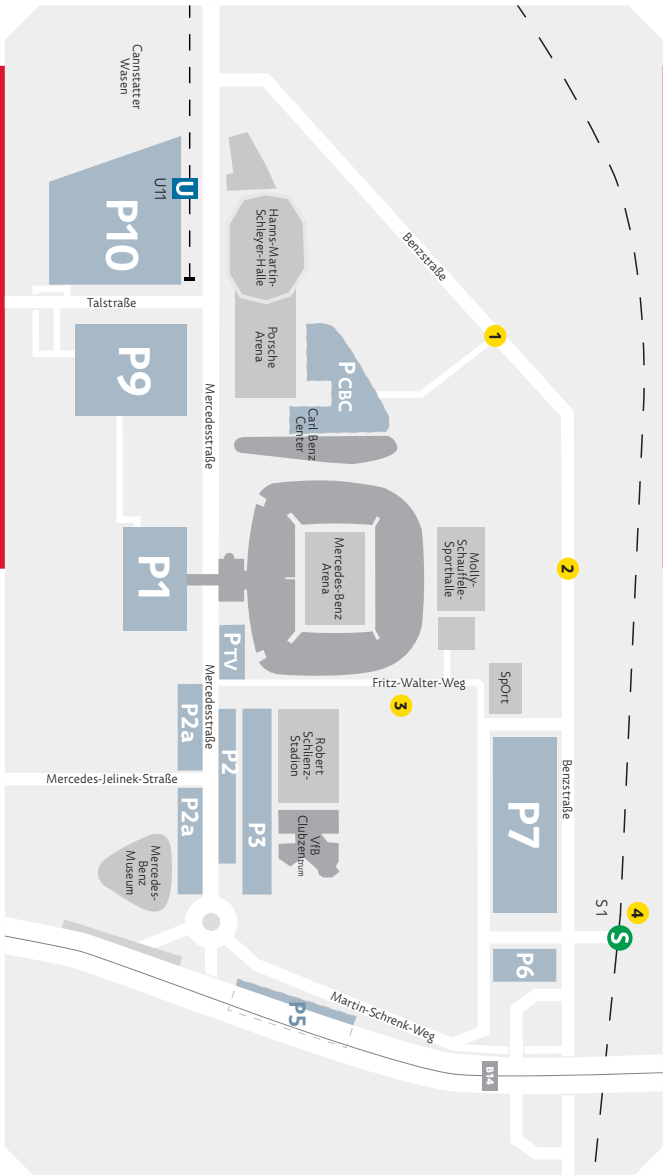 Cannstatter
Wasen
U
U11
P10
Hanns-Martin-
Schleyer-Halle
Benzstraße
Talstraße
P9
Porsche
Arena
1
P CBC
Mercedesstraße
Carl Benz
Center
P1
Mercedes-Benz
Arena
Molly-
Schauffele-
Sporthalle
2
P TV
Mercedesstraße
Fritz-Walter-Weg
3
SpOrt
P2a
P2
P3
Robert
Schlienz-
Stadion
Mercedes-Jelinek-Straße
P2a
VfB
Clubzentrum
P7
Benzstraße
Mercedes-
Benz
Museum
S1
4
S
P6
P5
Martin-Schrenk-Weg
B14